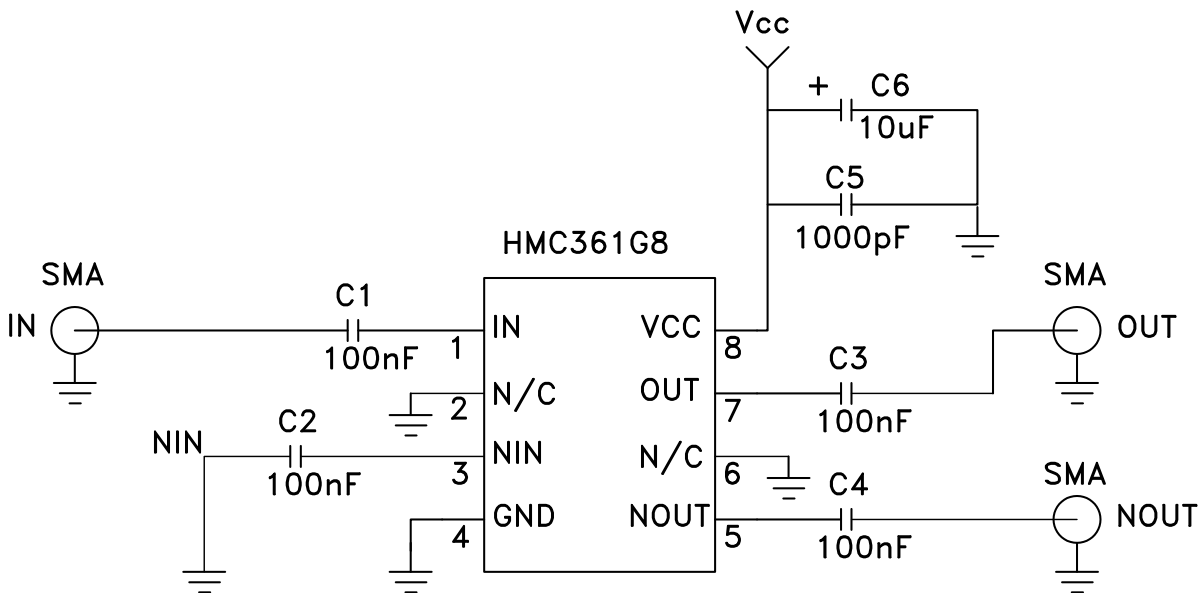 Vcc
+ C6
10uF
C5
1000pF
HMC361G8
SMA
IN
C1
100nF
1
IN
VCC
8
SMA
OUT
2
N/C
OUT
7
C3
100nF
NIN
C2
100nF
3
NIN
N/C
6
4
GND
NOUT
5
C4
100nF
SMA
NOUT